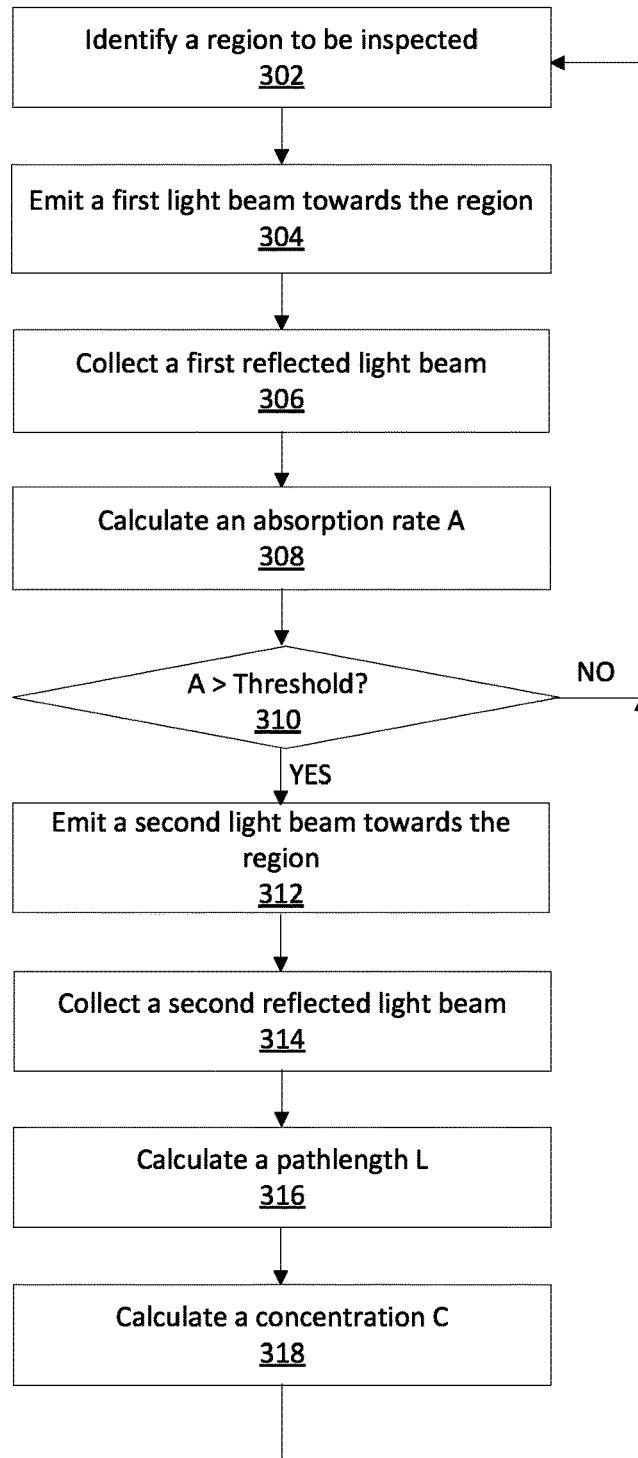 Identify a region to be inspected
302
Emit a first light beam towards the region
304
Collect a first reflected light beam
306
Calculate an absorption rate A
308
A > Threshold?
310
NO
YES
Emit a second light beam towards the
region
312
Collect a second reflected light beam
314
Calculate a pathlength L
316
Calculate a concentration C
318